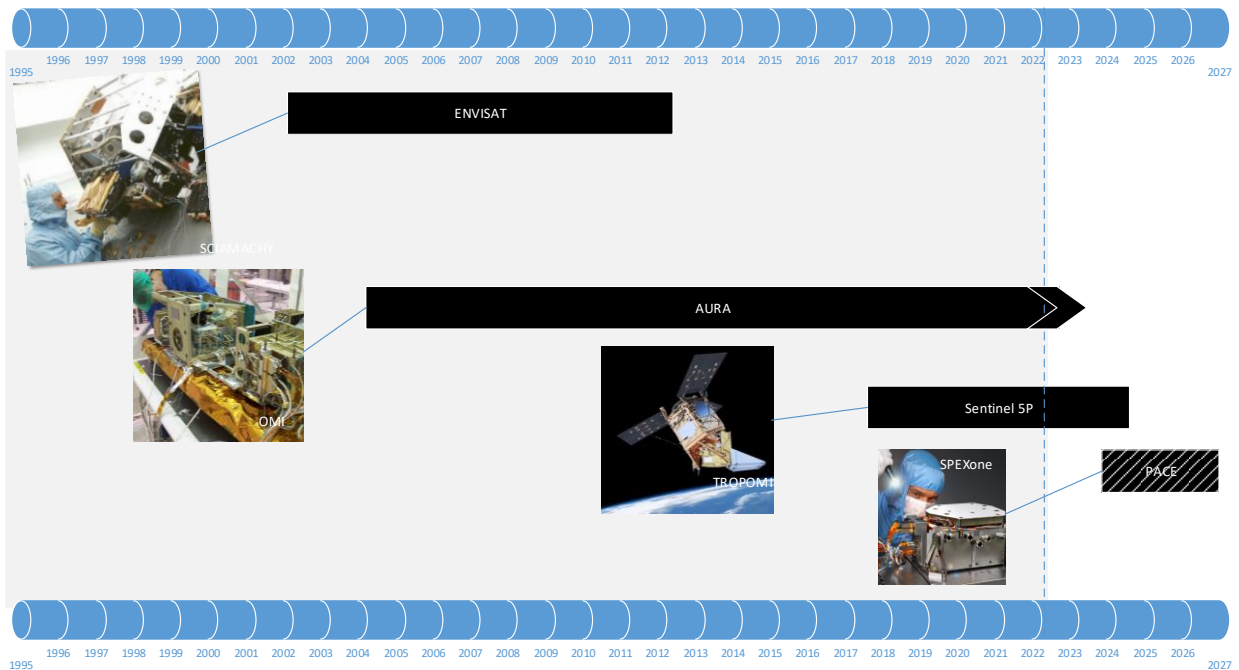 1995 1996 1997 1998 1999 2000 2001 2002 2003 2004 2005 2006 2007 2008 2009 2010 2011 2012 2013 2014 2015 2016 2017 2018 2019 2020 2021 2022 2023 2024 2025 2026 2027
ENVISAT
SCIAMACHY
AURA
OMI
Sentinel 5P
TROPOMI
SPEXone
PACE
1995 1996 1997 1998 1999 2000 2001 2002 2003 2004 2005 2006 2007 2008 2009 2010 2011 2012 2013 2014 2015 2016 2017 2018 2019 2020 2021 2022 2023 2024 2025 2026 2027